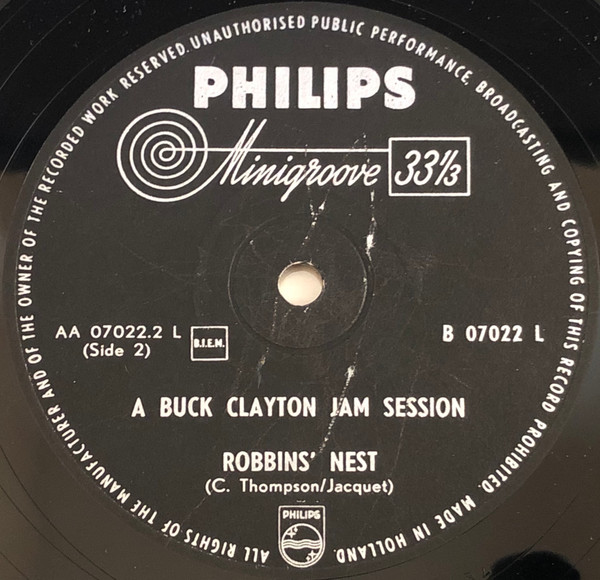 ALL RIGHTS OF THE MANUFACTURER AND OF THE OWNER OF THE RECORDED WORK RESERVED. UNAUTHORISED PUBLIC PERFORMANCE, BROADCASTING AND COPYING OF THIS RECORD PROHIBITED. MADE IN HOLLAND.
PHILIPS
Minigroove 33⅓
AA 07022.2 L
(Side 2)
B.I.E.M.
B 07022 L
A BUCK CLAYTON JAM SESSION
ROBBINS' NEST
(C. Thompson/Jacquet)
PHILIPS